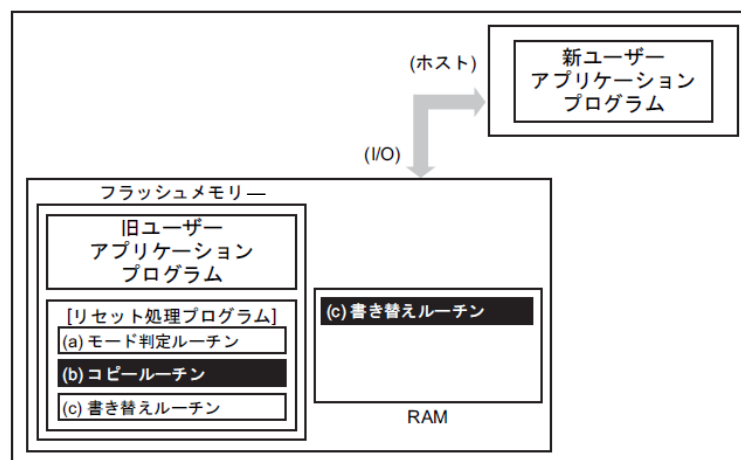 (ホスト)
新ユーザー
アプリケーション
プログラム
(I/O)
フラッシュメモリ―
旧ユーザー
アプリケーション
プログラム
[リセット処理プログラム]
(a) モード判定ルーチン
(b) コピールーチン
(c) 書き替えルーチン
(c) 書き替えルーチン
RAM